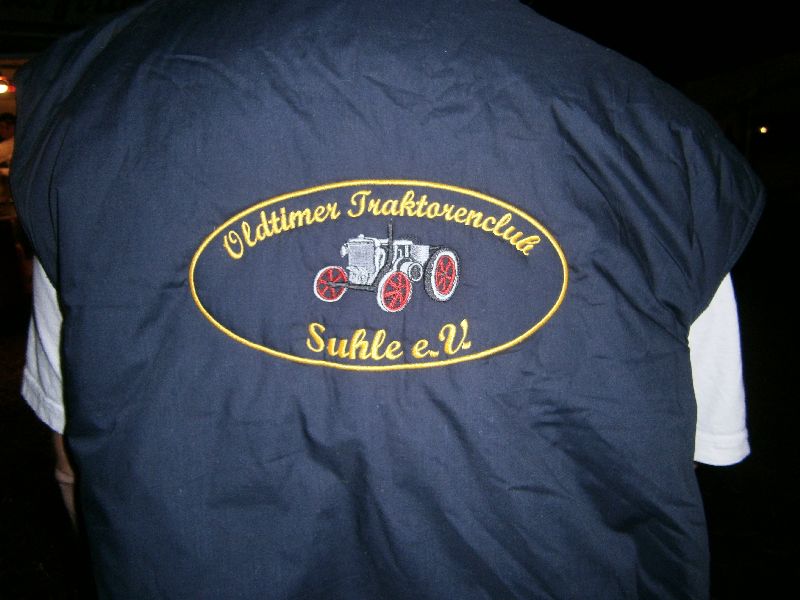 Oldtimer Traktorenclub
Suhle e.V.